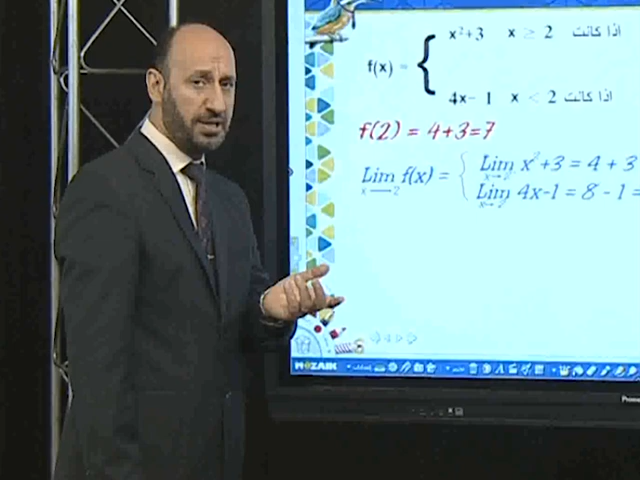 x²+3 x ≥ 2 اذا كانت
f(x) =
4x- 1 x < 2 اذا كانت
f(2) = 4+3=7
Lim x²+3 = 4 + 3
Lim f(x) =
x→2
Lim 4x-1 = 8 - 1 =
MOZAIK